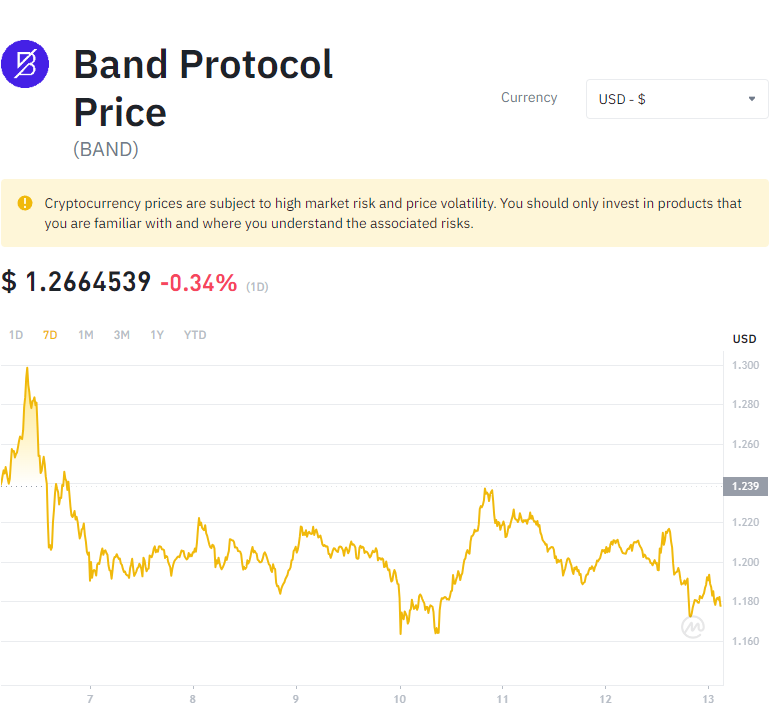 Band Protocol
Price
(BAND)
Currency
USD - $
Cryptocurrency prices are subject to high market risk and price volatility. You should only invest in products that
you are familiar with and where you understand the associated risks.
$ 1.2664539 -0.34% (1D)
1D 7D 1M 3M 1Y YTD
USD
1.300
1.280
1.260
1.239
1.220
1.200
1.180
1.160
7 8 9 10 11 12 13